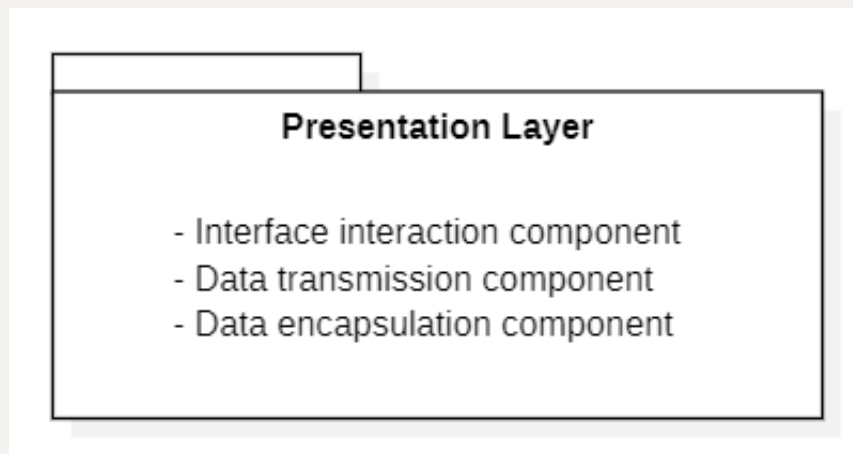 Presentation Layer
- Interface interaction component
- Data transmission component
- Data encapsulation component